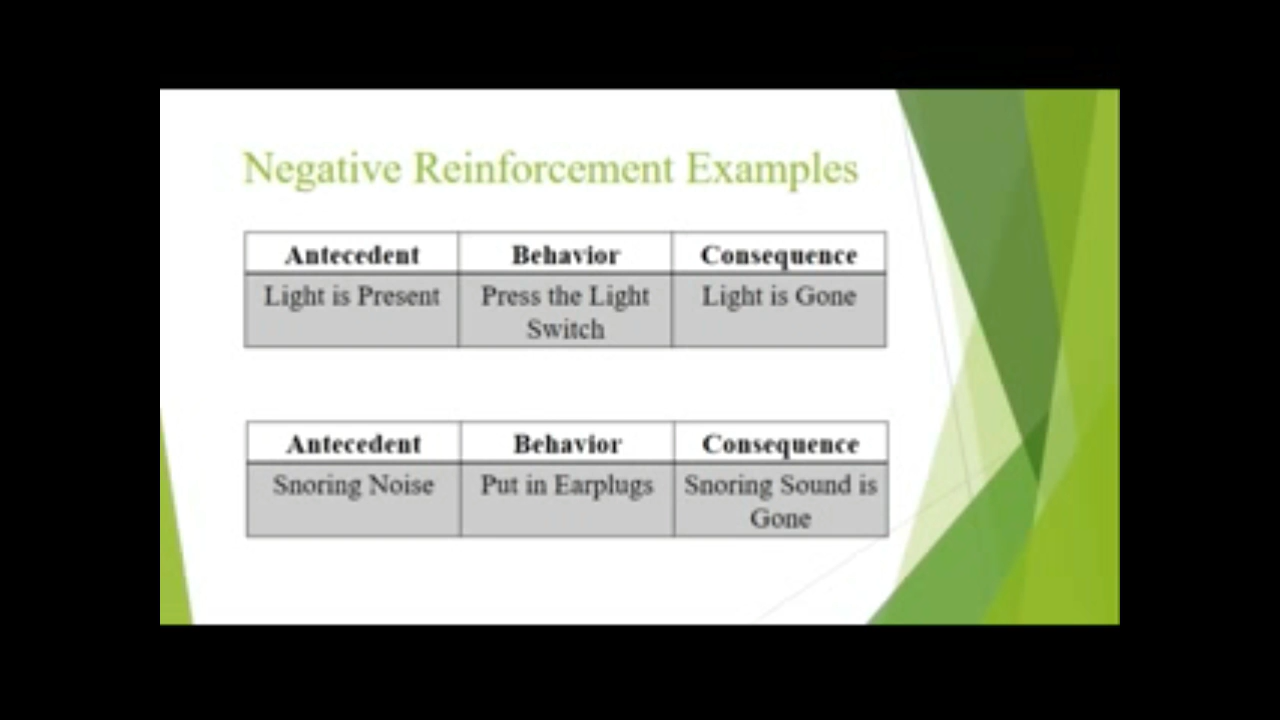 Negative Reinforcement Examples
Antecedent Behavior Consequence
Light is Present Press the Light Light is Gone
Switch
Antecedent Behavior Consequence
Snoring Noise Put in Earplugs Snoring Sound is
Gone